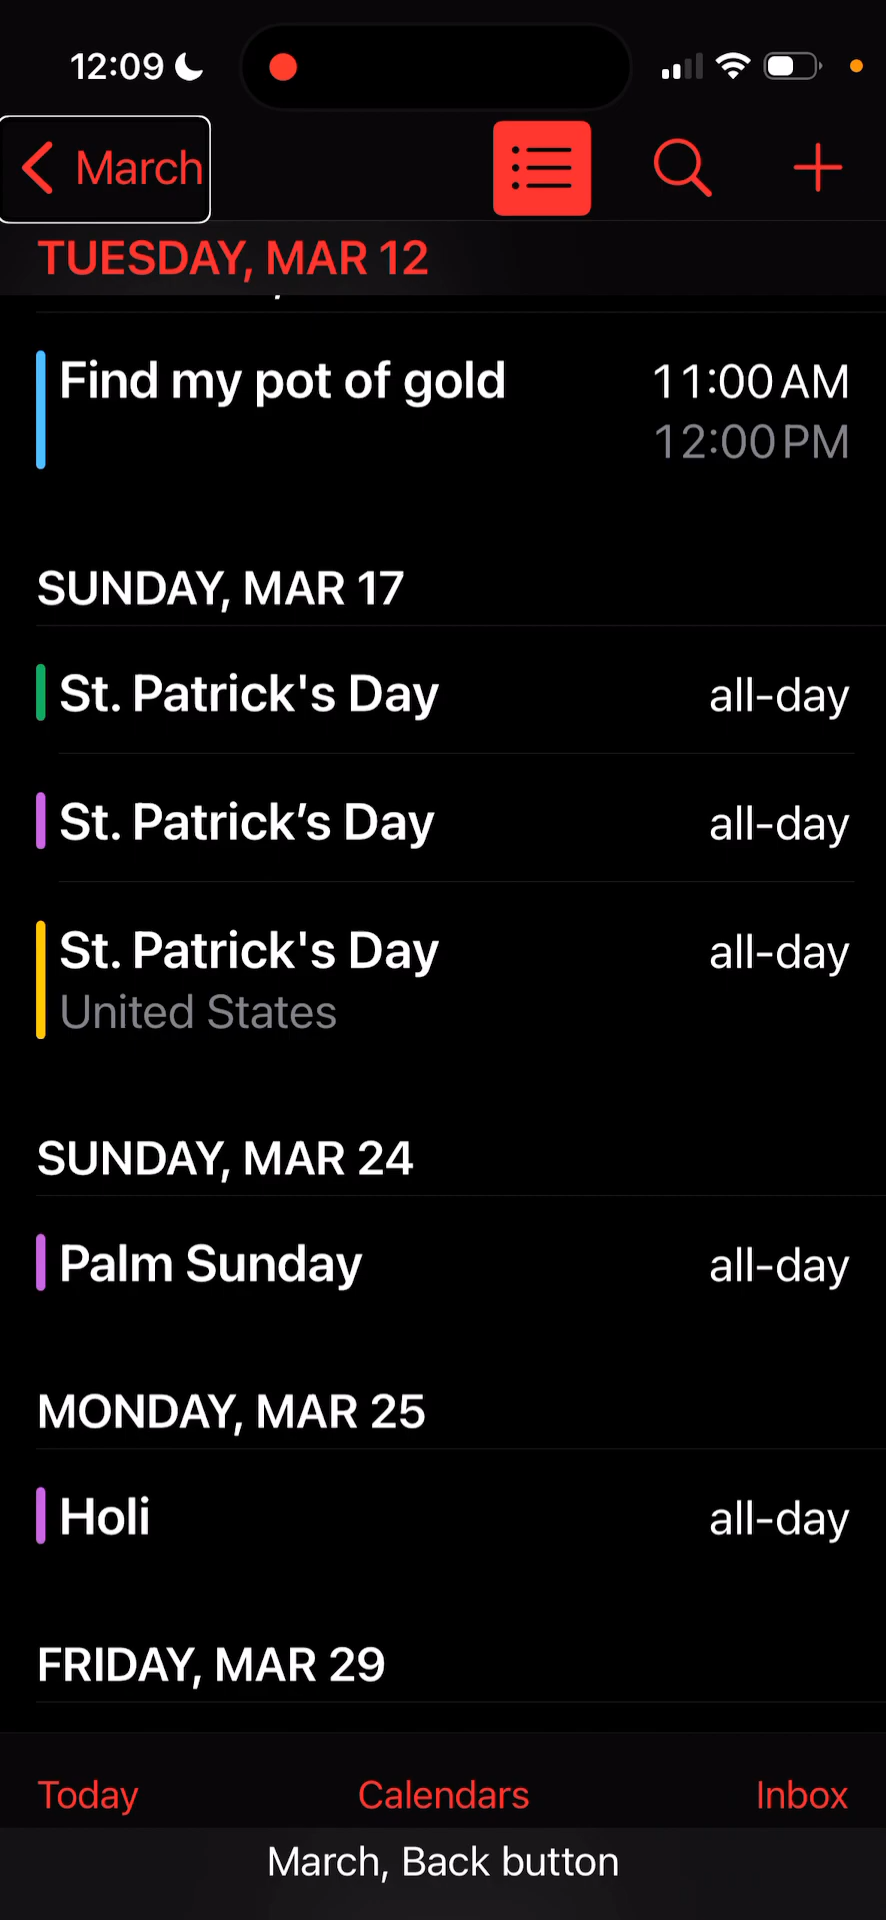 12:09
March
TUESDAY, MAR 12
Find my pot of gold 11:00 AM
12:00 PM
SUNDAY, MAR 17
St. Patrick's Day all-day
St. Patrick’s Day all-day
St. Patrick's Day all-day
United States
SUNDAY, MAR 24
Palm Sunday all-day
MONDAY, MAR 25
Holi all-day
FRIDAY, MAR 29
Today Calendars Inbox
March, Back button